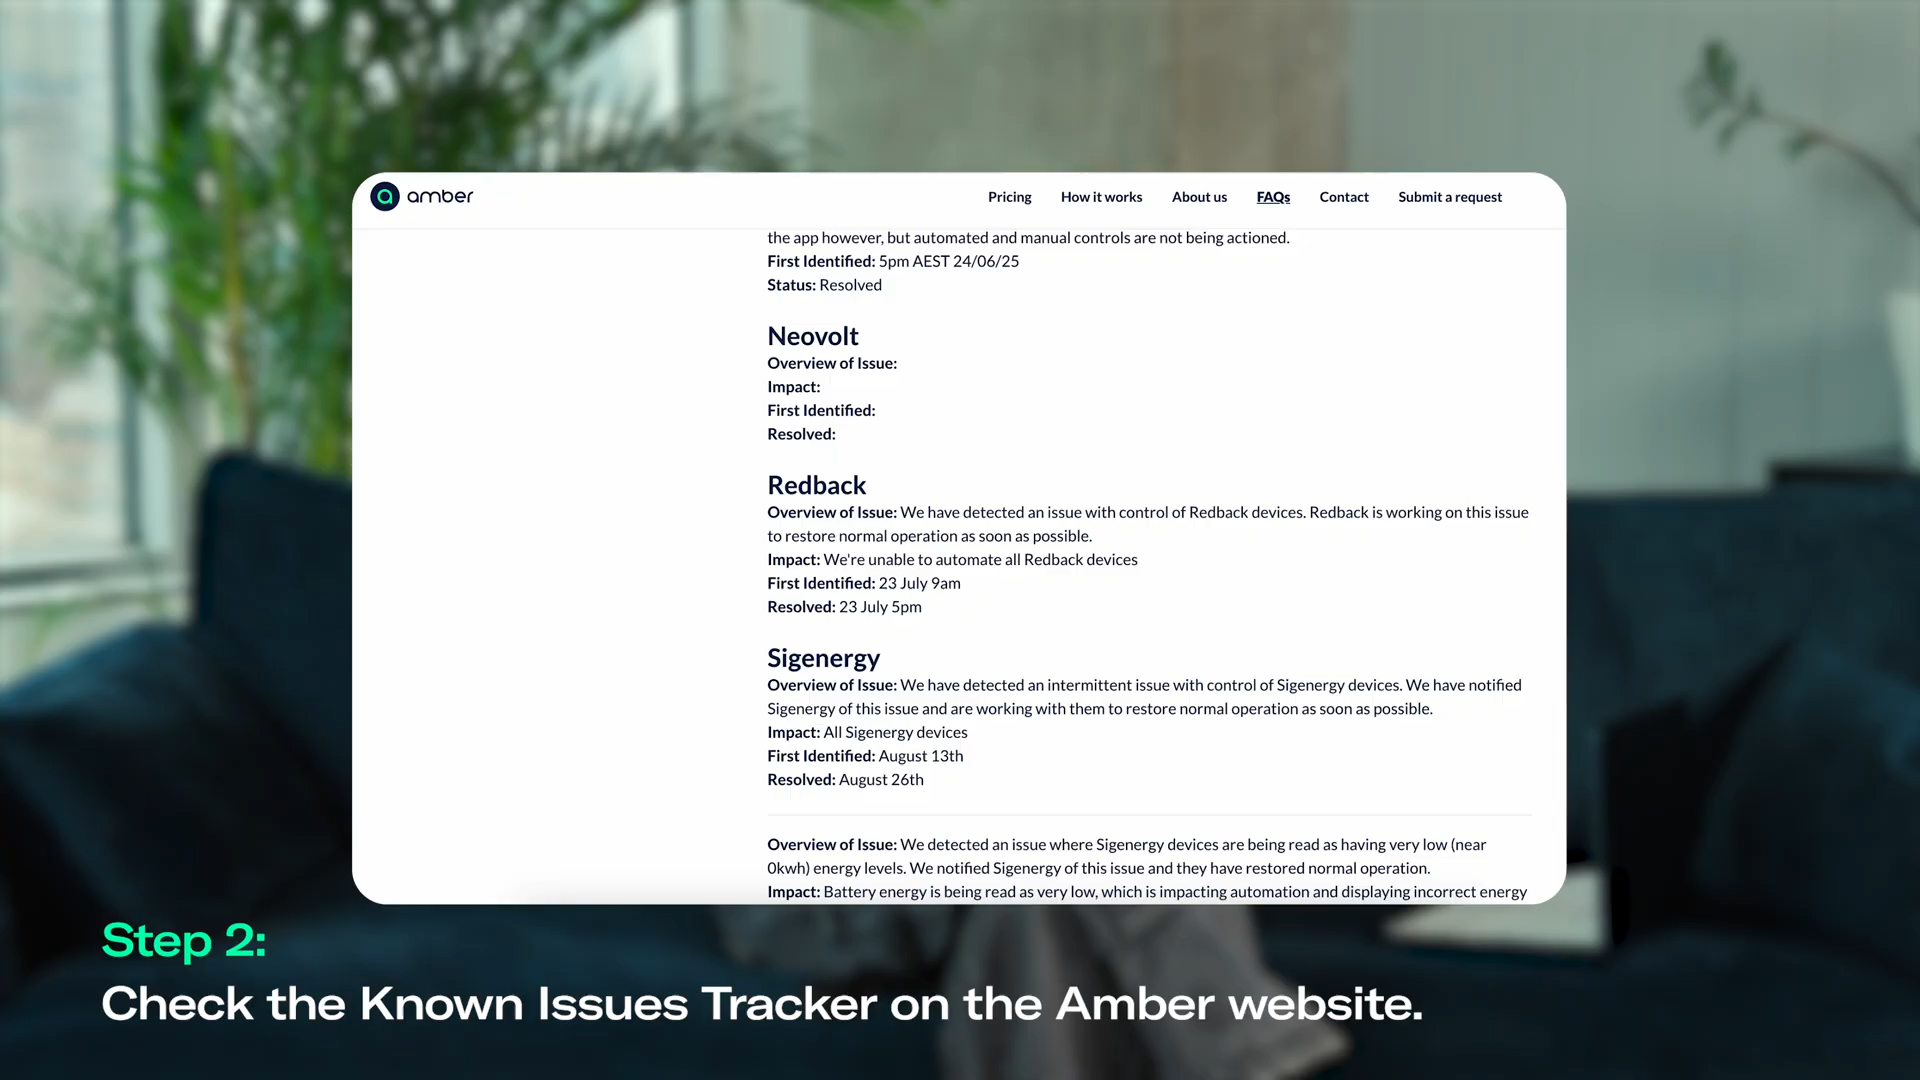 amber
Pricing How it works About us FAQs Contact Submit a request
the app however, but automated and manual controls are not being actioned.
First Identified: 5pm AEST 24/06/25
Status: Resolved
Neovolt
Overview of Issue:
Impact:
First Identified:
Resolved:
Redback
Overview of Issue: We have detected an issue with control of Redback devices. Redback is working on this issue
to restore normal operation as soon as possible.
Impact: We're unable to automate all Redback devices
First Identified: 23 July 9am
Resolved: 23 July 5pm
Sigenergy
Overview of Issue: We have detected an intermittent issue with control of Sigenergy devices. We have notified
Sigenergy of this issue and are working with them to restore normal operation as soon as possible.
Impact: All Sigenergy devices
First Identified: August 13th
Resolved: August 26th
Overview of Issue: We detected an issue where Sigenergy devices are being read as having very low (near
0kwh) energy levels. We notified Sigenergy of this issue and they have restored normal operation.
Impact: Battery energy is being read as very low, which is impacting automation and displaying incorrect energy
Step 2:
Check the Known Issues Tracker on the Amber website.